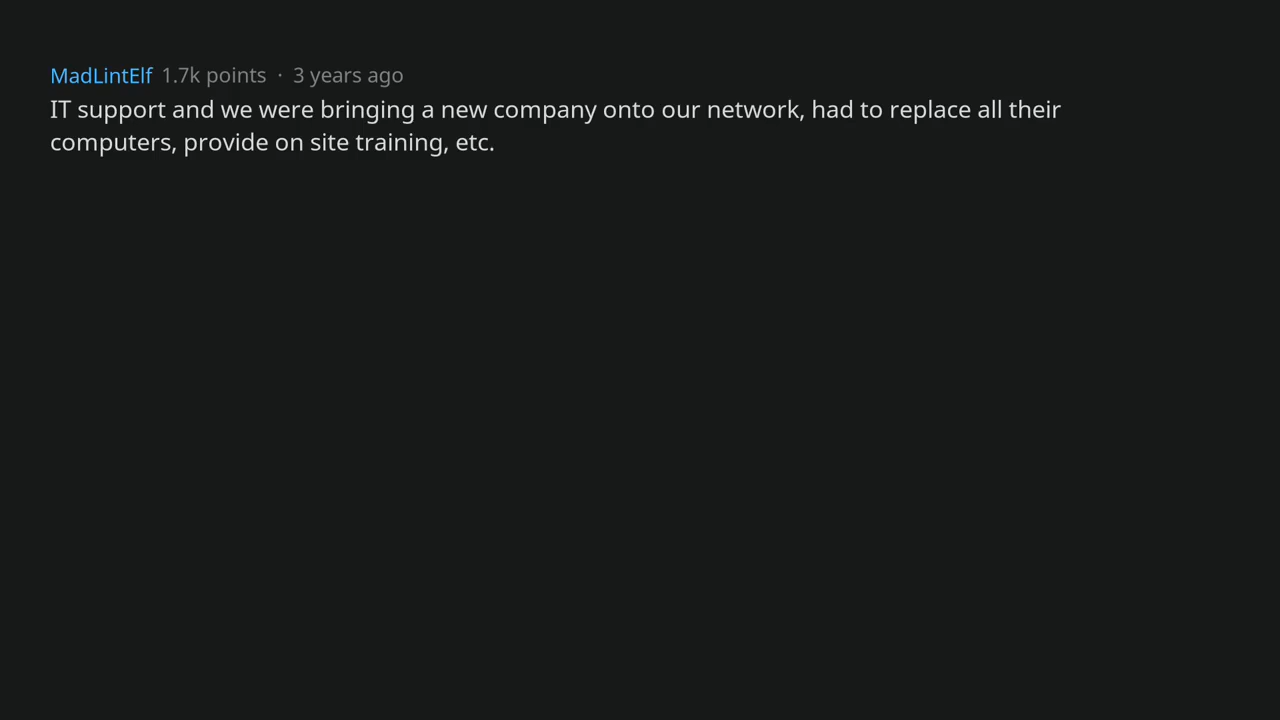 MadLintElf 1.7k points · 3 years ago
IT support and we were bringing a new company onto our network, had to replace all their
computers, provide on site training, etc.